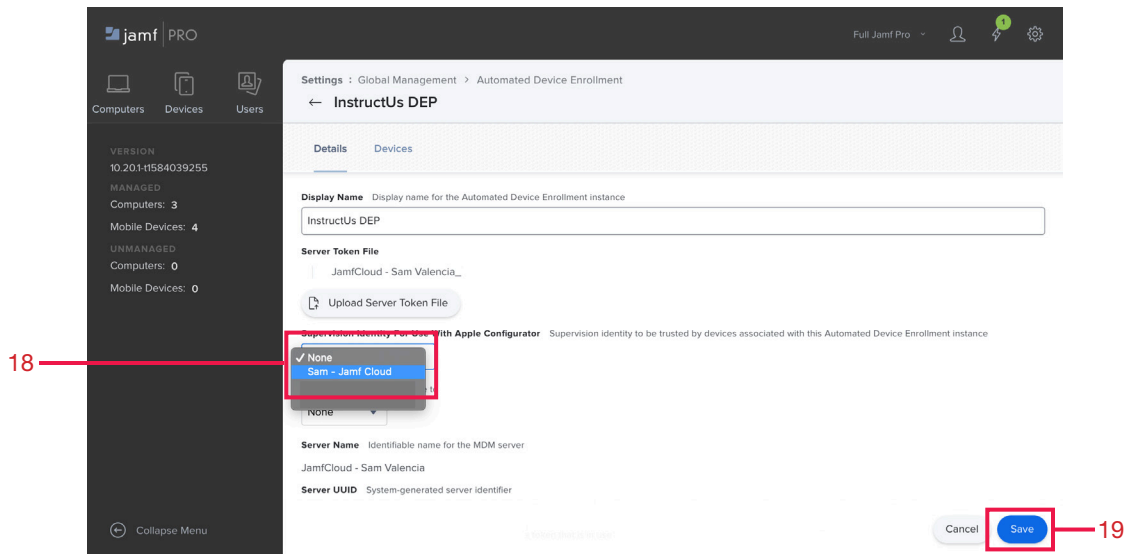 jamf PRO
Full Jamf Pro
1
Computers
Devices
Users
Settings : Global Management > Automated Device Enrollment
← InstructUs DEP
Details
Devices
VERSION
10.20.1-t1584039255
MANAGED
Computers: 3
Mobile Devices: 4
UNMANAGED
Computers: 0
Mobile Devices: 0
Display Name Display name for the Automated Device Enrollment instance
InstructUs DEP
Server Token File
JamfCloud - Sam Valencia_
Upload Server Token File
Supervision Identity For Use With Apple Configurator Supervision identity to be trusted by devices associated with this Automated Device Enrollment instance
18
✓ None
Sam - Jamf Cloud
None
Server Name Identifiable name for the MDM server
JamfCloud - Sam Valencia
Server UUID System-generated server identifier
Collapse Menu
Cancel
Save
19